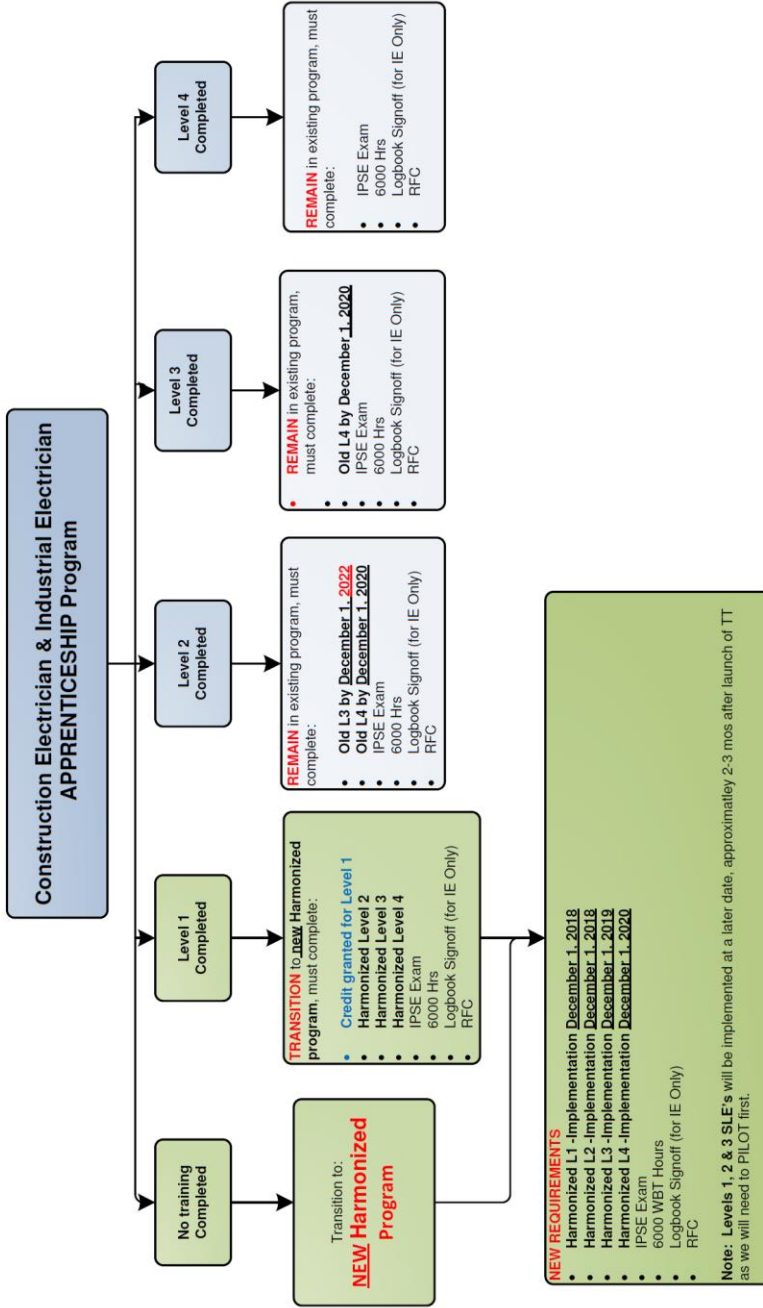 Construction Electrician & Industrial Electrician
APPRENTICESHIP Program
No training
Completed
Level 1
Completed
Level 2
Completed
Level 3
Completed
Level 4
Completed
Transition to:
NEW Harmonized
Program
TRANSITION to new Harmonized
program, must complete:
• Credit granted for Level 1
• Harmonized Level 2
• Harmonized Level 3
• Harmonized Level 4
• IPSE Exam
• 6000 Hrs
• Logbook Signoff (for IE Only)
• RFC
REMAIN in existing program, must
complete:
• Old L3 by December 1, 2022
• Old L4 by December 1, 2020
• IPSE Exam
• 6000 Hrs
• Logbook Signoff (for IE Only)
• RFC
• REMAIN in existing program,
must complete:
•
• Old L4 by December 1, 2020
• IPSE Exam
• 6000 Hrs
• Logbook Signoff (for IE Only)
• RFC
REMAIN in existing program, must
complete:
• IPSE Exam
• 6000 Hrs
• Logbook Signoff (for IE Only)
• RFC
NEW REQUIREMENTS
• Harmonized L1 -Implementation December 1, 2018
• Harmonized L2 -Implementation December 1, 2018
• Harmonized L3 -Implementation December 1, 2019
• Harmonized L4 -Implementation December 1, 2020
• IPSE Exam
• 6000 WBT Hours
• Logbook Signoff (for IE Only)
• RFC
Note: Levels 1, 2 & 3 SLE's will be implemented at a later date, approximatley 2-3 mos after launch of TT
as we will need to PILOT first.